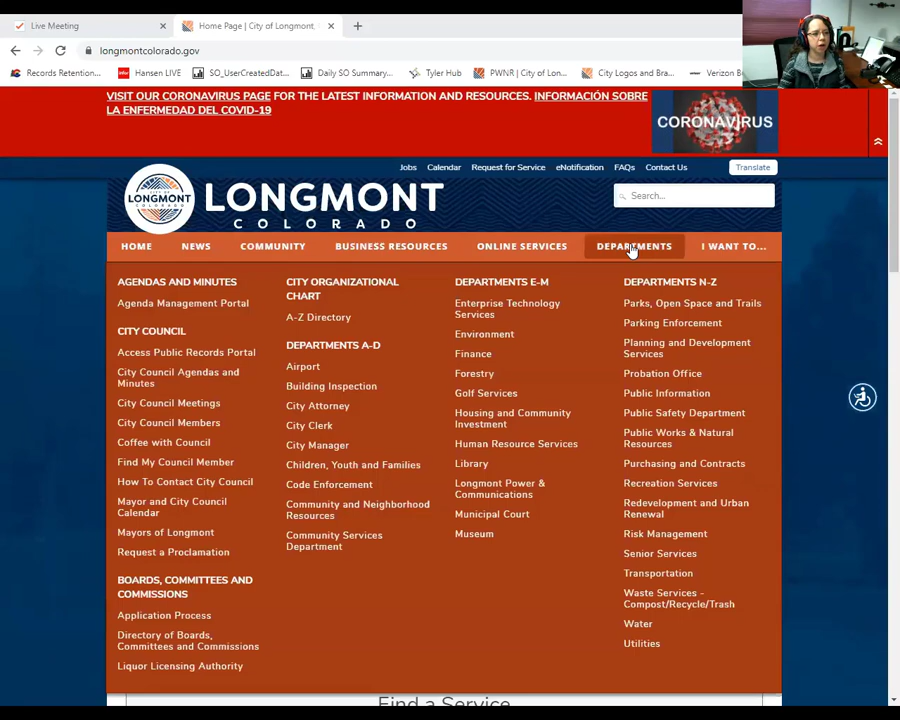 Live Meeting
Home Page | City of Longmont,
longmontcolorado.gov
Records Retention...
Hansen LIVE
SO_UserCreatedDat...
Daily SO Summary...
Tyler Hub
PWNR | City of Lon...
City Logos and Bra...
Verizon
VISIT OUR CORONAVIRUS PAGE FOR THE LATEST INFORMATION AND RESOURCES. INFORMACIÓN SOBRE
LA ENFERMEDAD DEL COVID-19
CORONAVIRUS
Jobs Calendar Request for Service eNotification FAQs Contact Us Translate
CITY OF
LONGMONT
COLORADO
LONGMONT
COLORADO
Search...
HOME NEWS COMMUNITY BUSINESS RESOURCES ONLINE SERVICES DEPARTMENTS I WANT TO...
AGENDAS AND MINUTES
Agenda Management Portal
CITY COUNCIL
Access Public Records Portal
City Council Agendas and
Minutes
City Council Meetings
City Council Members
Coffee with Council
Find My Council Member
How To Contact City Council
Mayor and City Council
Calendar
Mayors of Longmont
Request a Proclamation
BOARDS, COMMITTEES AND
COMMISSIONS
Application Process
Directory of Boards,
Committees and Commissions
Liquor Licensing Authority
CITY ORGANIZATIONAL
CHART
A-Z Directory
DEPARTMENTS A-D
Airport
Building Inspection
City Attorney
City Clerk
City Manager
Children, Youth and Families
Code Enforcement
Community and Neighborhood
Resources
Community Services
Department
DEPARTMENTS E-M
Enterprise Technology
Services
Environment
Finance
Forestry
Golf Services
Housing and Community
Investment
Human Resource Services
Library
Longmont Power &
Communications
Municipal Court
Museum
DEPARTMENTS N-Z
Parks, Open Space and Trails
Parking Enforcement
Planning and Development
Services
Probation Office
Public Information
Public Safety Department
Public Works & Natural
Resources
Purchasing and Contracts
Recreation Services
Redevelopment and Urban
Renewal
Risk Management
Senior Services
Transportation
Waste Services -
Compost/Recycle/Trash
Water
Utilities
Find a Service